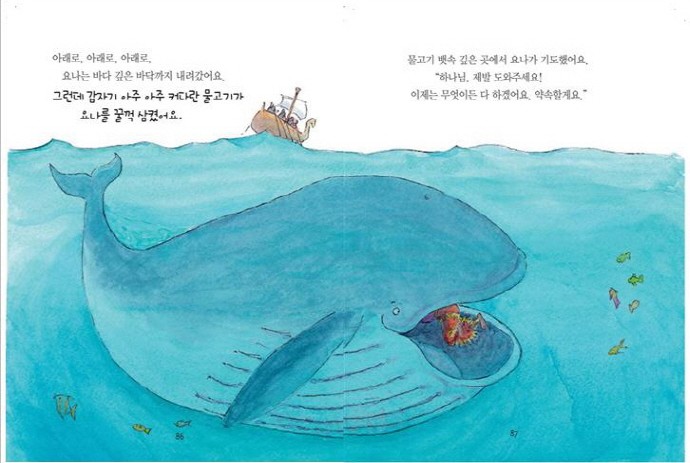 아래로, 아래로, 아래로,
요나는 바다 깊은 바닥까지 내려갔어요.
그런데 갑자기 아주 아주 커다란 물고기가
요나를 꿀꺽 삼켰어요.
물고기 뱃속 깊은 곳에서 요나가 기도했어요.
“하나님, 제발 도와주세요!
이제는 무엇이든 다 하겠어요. 약속할게요.”
86
87